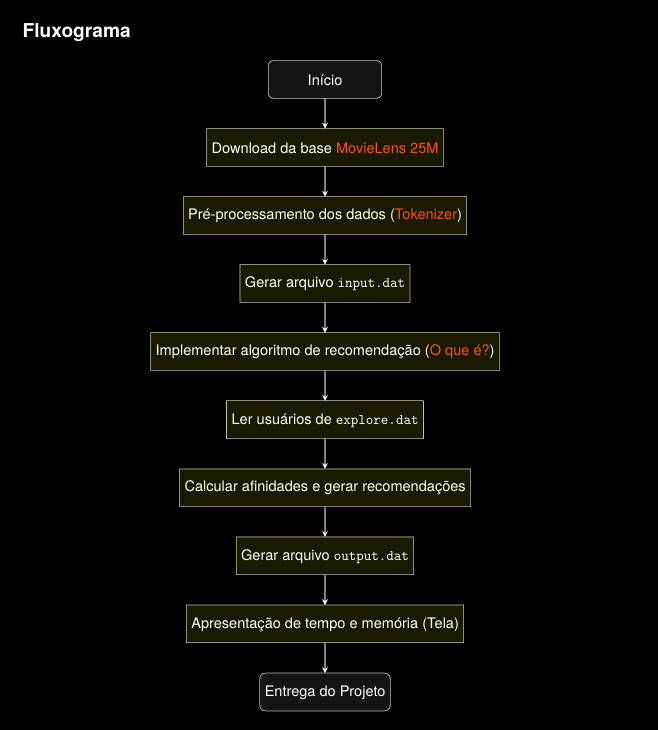 Fluxograma
Início
Download da base MovieLens 25M
Pré-processamento dos dados (Tokenizer)
Gerar arquivo input.dat
Implementar algoritmo de recomendação (O que é?)
Ler usuários de explore.dat
Calcular afinidades e gerar recomendações
Gerar arquivo output.dat
Apresentação de tempo e memória (Tela)
Entrega do Projeto